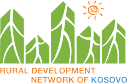 RURAL DEVELOPMENT
NETWORK OF KOSOVO